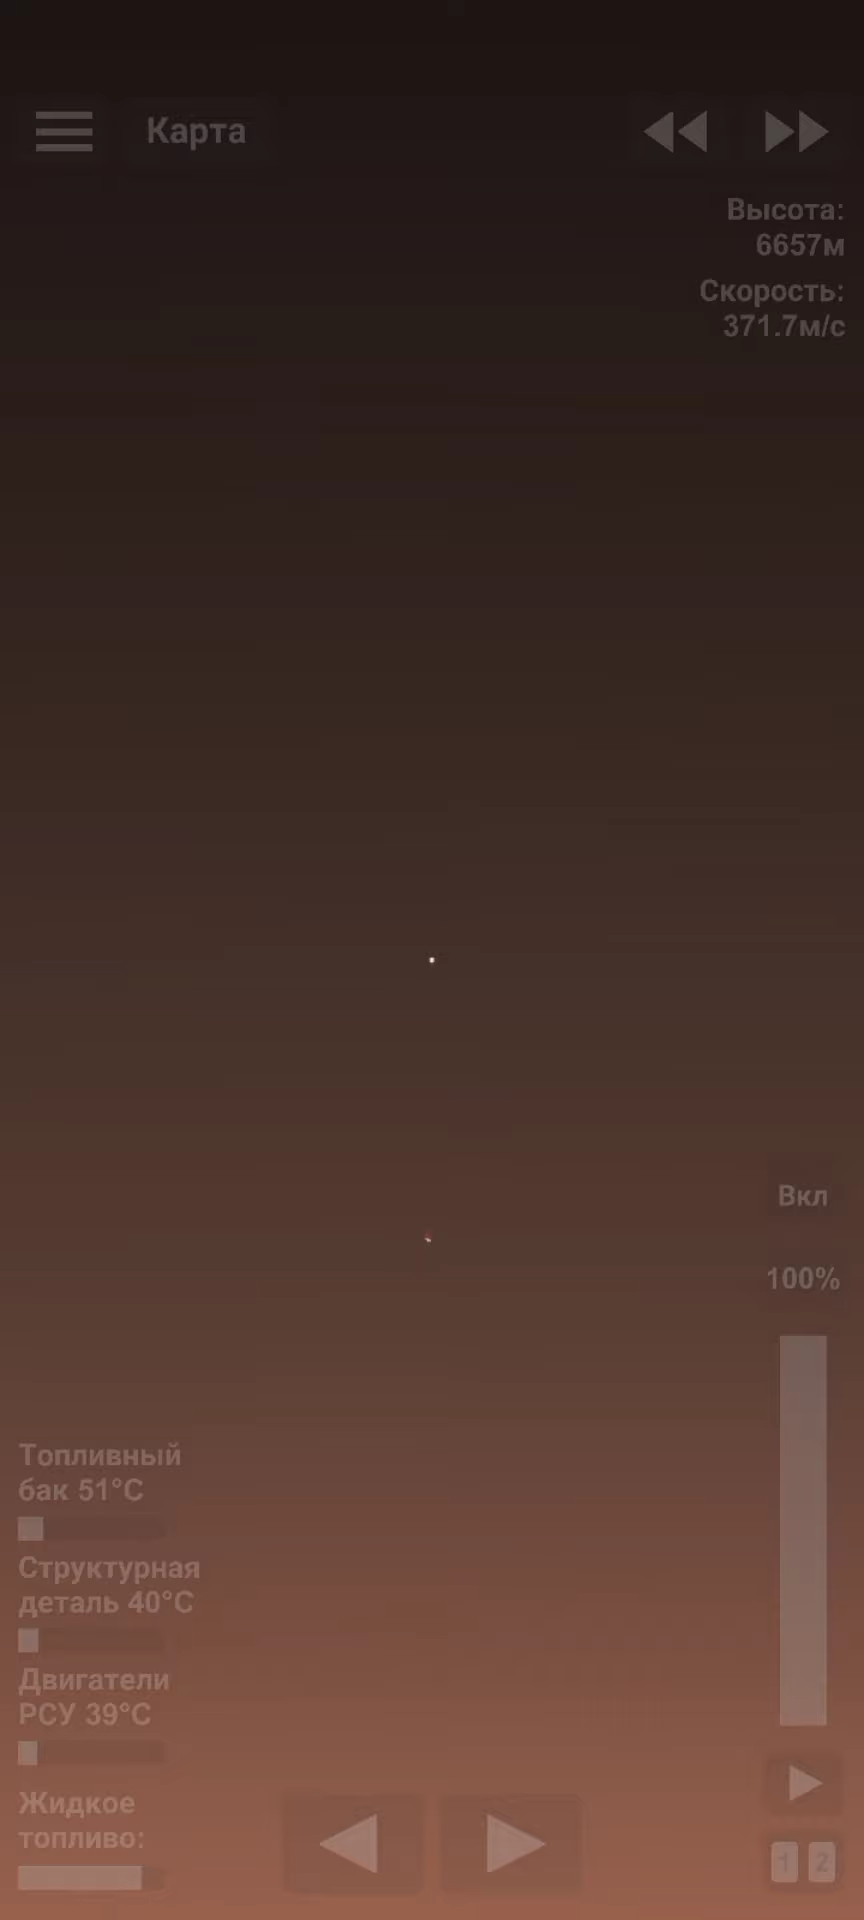 Карта
Высота:
6657м
Скорость:
371.7м/с
Вкл
100%
Топливный
бак 51°C
Структурная
деталь 40°C
Двигатели
РСУ 39°C
Жидкое
топливо:
1 2